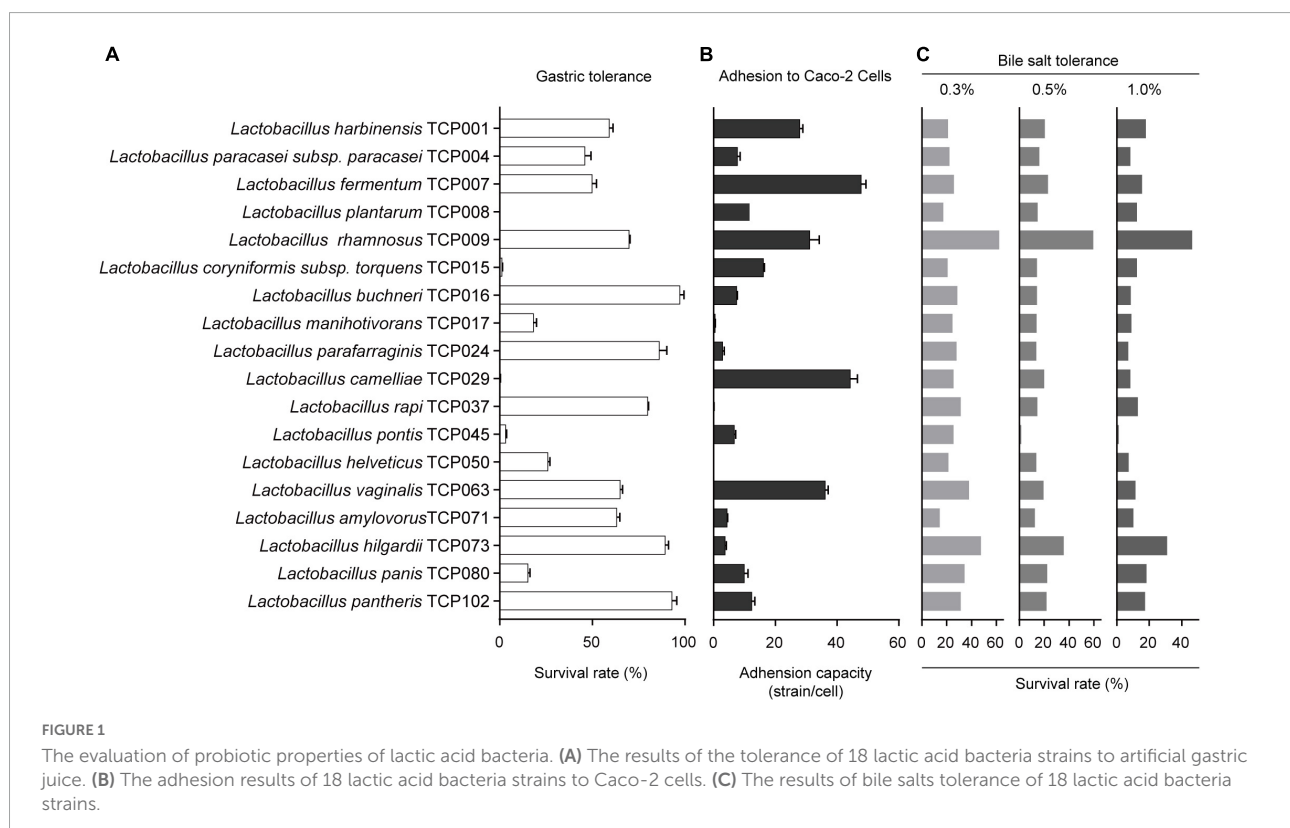 A
B
C
Gastric tolerance
Adhesion to Caco-2 Cells
Bile salt tolerance
0.3%
0.5%
1.0%
Lactobacillus harbinensis TCP001
Lactobacillus paracasei subsp. paracasei TCP004
Lactobacillus fermentum TCP007
Lactobacillus plantarum TCP008
Lactobacillus rhamnosus TCP009
Lactobacillus coryniformis subsp. torquens TCP015
Lactobacillus buchneri TCP016
Lactobacillus manihotivorans TCP017
Lactobacillus parafarraginis TCP024
Lactobacillus camelliae TCP029
Lactobacillus rapi TCP037
Lactobacillus pontis TCP045
Lactobacillus helveticus TCP050
Lactobacillus vaginalis TCP063
Lactobacillus amylovorusTCP071
Lactobacillus hilgardii TCP073
Lactobacillus panis TCP080
Lactobacillus pantheris TCP102
0 50 100
0 20 40 60
0 20 40 60
0 20 40 60
0 20 40
Survival rate (%)
Adhension capacity
(strain/cell)
Survival rate (%)
FIGURE 1
The evaluation of probiotic properties of lactic acid bacteria. (A) The results of the tolerance of 18 lactic acid bacteria strains to artificial gastric
juice. (B) The adhesion results of 18 lactic acid bacteria strains to Caco-2 cells. (C) The results of bile salts tolerance of 18 lactic acid bacteria
strains.